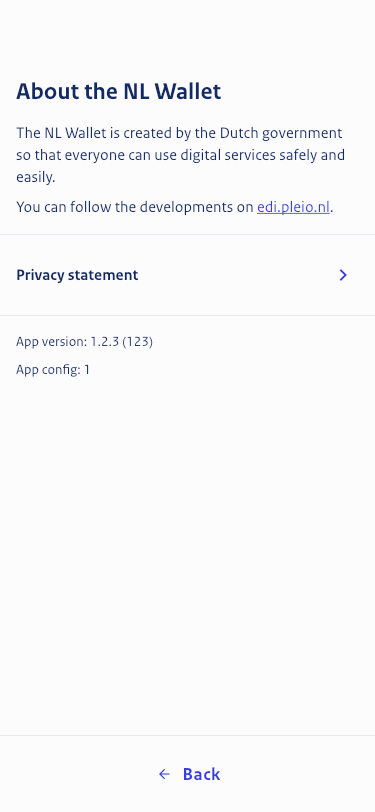 About the NL Wallet
The NL Wallet is created by the Dutch government
so that everyone can use digital services safely and
easily.
You can follow the developments on edi.pleio.nl.
Privacy statement
App version: 1.2.3 (123)
App config: 1
Back